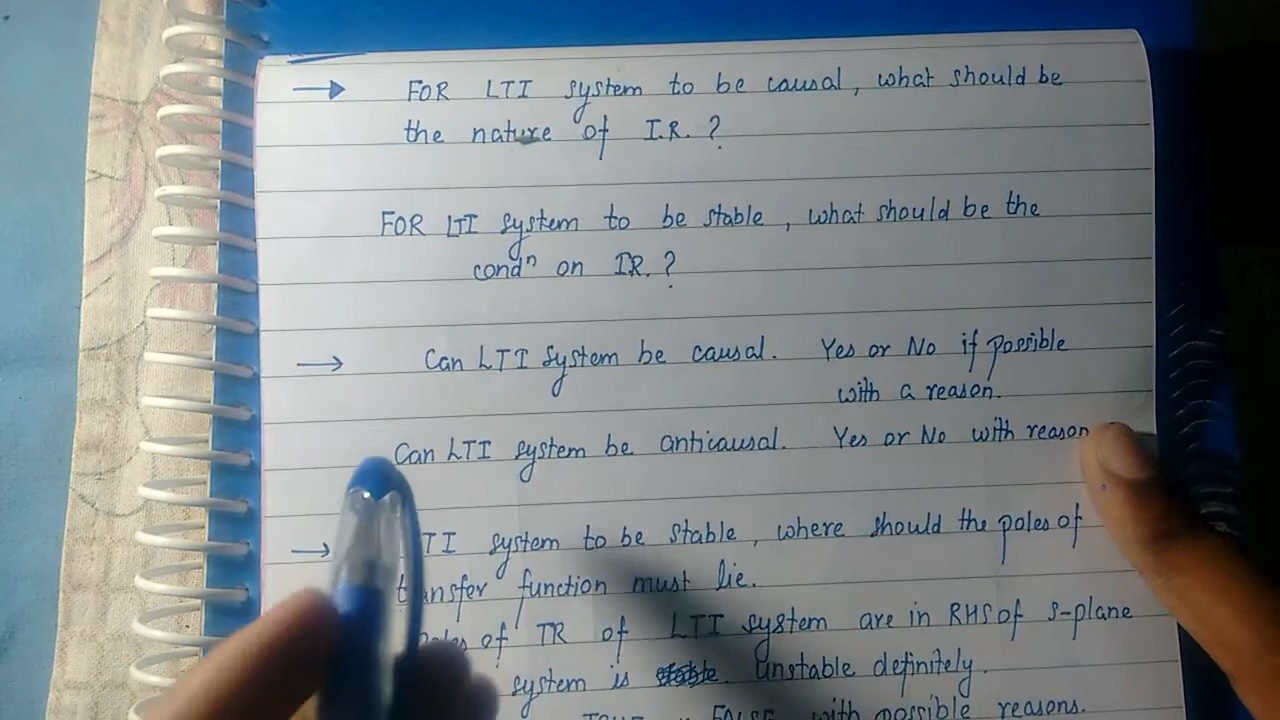 → FOR LTI system to be causal, what should be
the nature of I.R. ?
FOR LTI system to be stable, what should be the
condⁿ on IR. ?
→ Can LTI system be causal. Yes or No if possible
with a reason.
Can LTI system be anticausal. Yes or No with reason
→ TI system to be stable, where should the poles of
transfer function must lie.
Poles of TR of LTI system are in RHS of s-plane
system is unstable definitely.
with possible reasons.